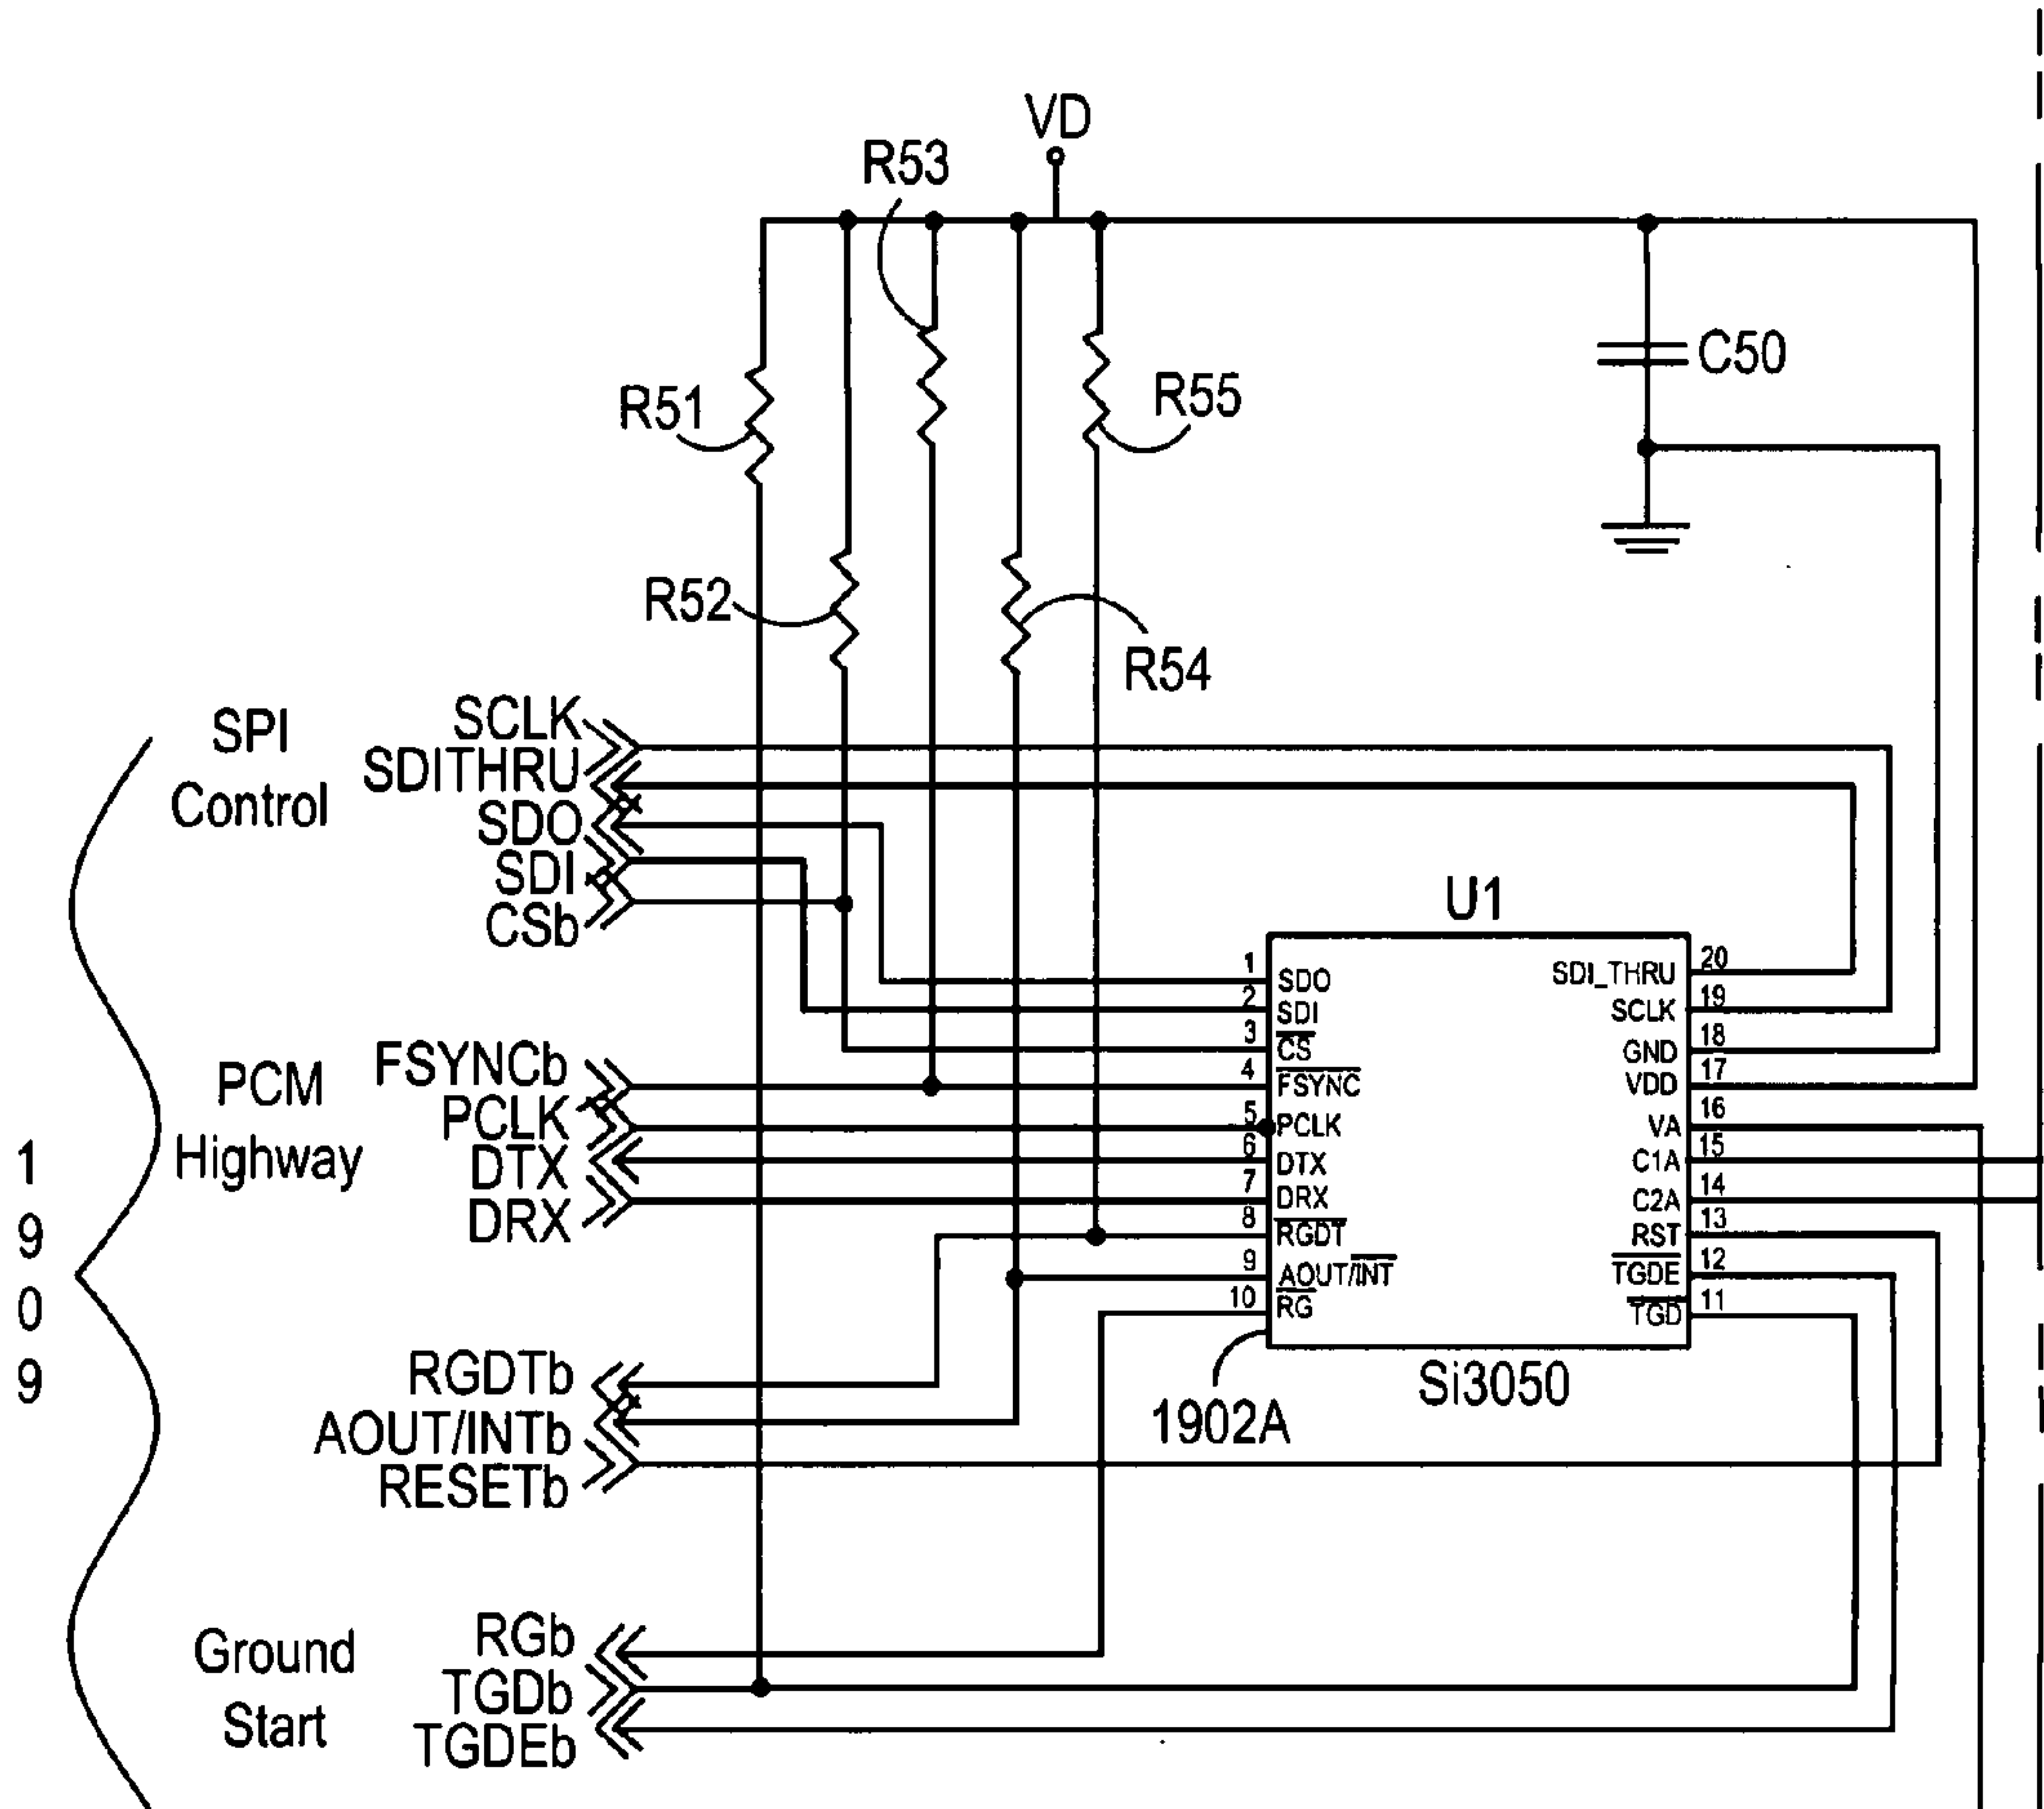 VD
R53
R51
R55
C50
R52
R54
SPI
Control
SCLK
SDITHRU
SDO
SDI
CSb
PCM
Highway
FSYNCb
PCLK
DTX
DRX
1
9
0
9
RGDTb
AOUT/INTb
RESETb
Ground
Start
RGb
TGDb
TGDEb
U1
1 SDO
2 SDI
3 CS
4 FSYNC
5 PCLK
6 DTX
7 DRX
8 RGDT
9 AOUT/INT
10 RG
SDI_THRU 20
SCLK 19
GND 18
VDD 17
VA 16
C1A 15
C2A 14
RST 13
TGDE 12
TGD 11
Si3050
1902A